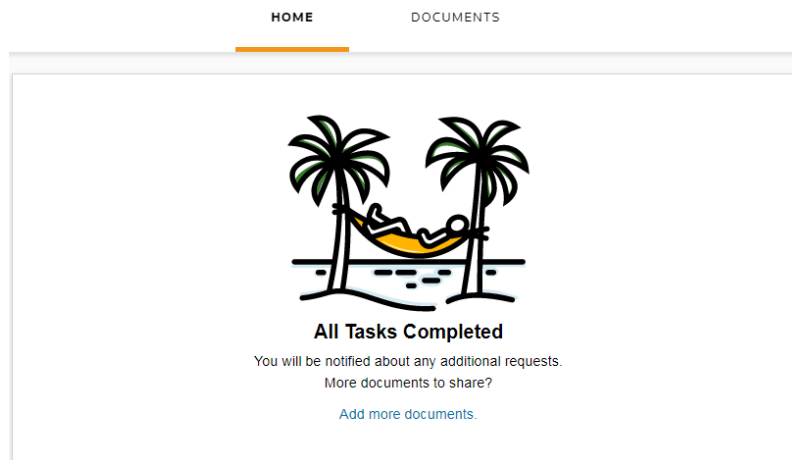 HOME
DOCUMENTS
All Tasks Completed
You will be notified about any additional requests.
More documents to share?
Add more documents.